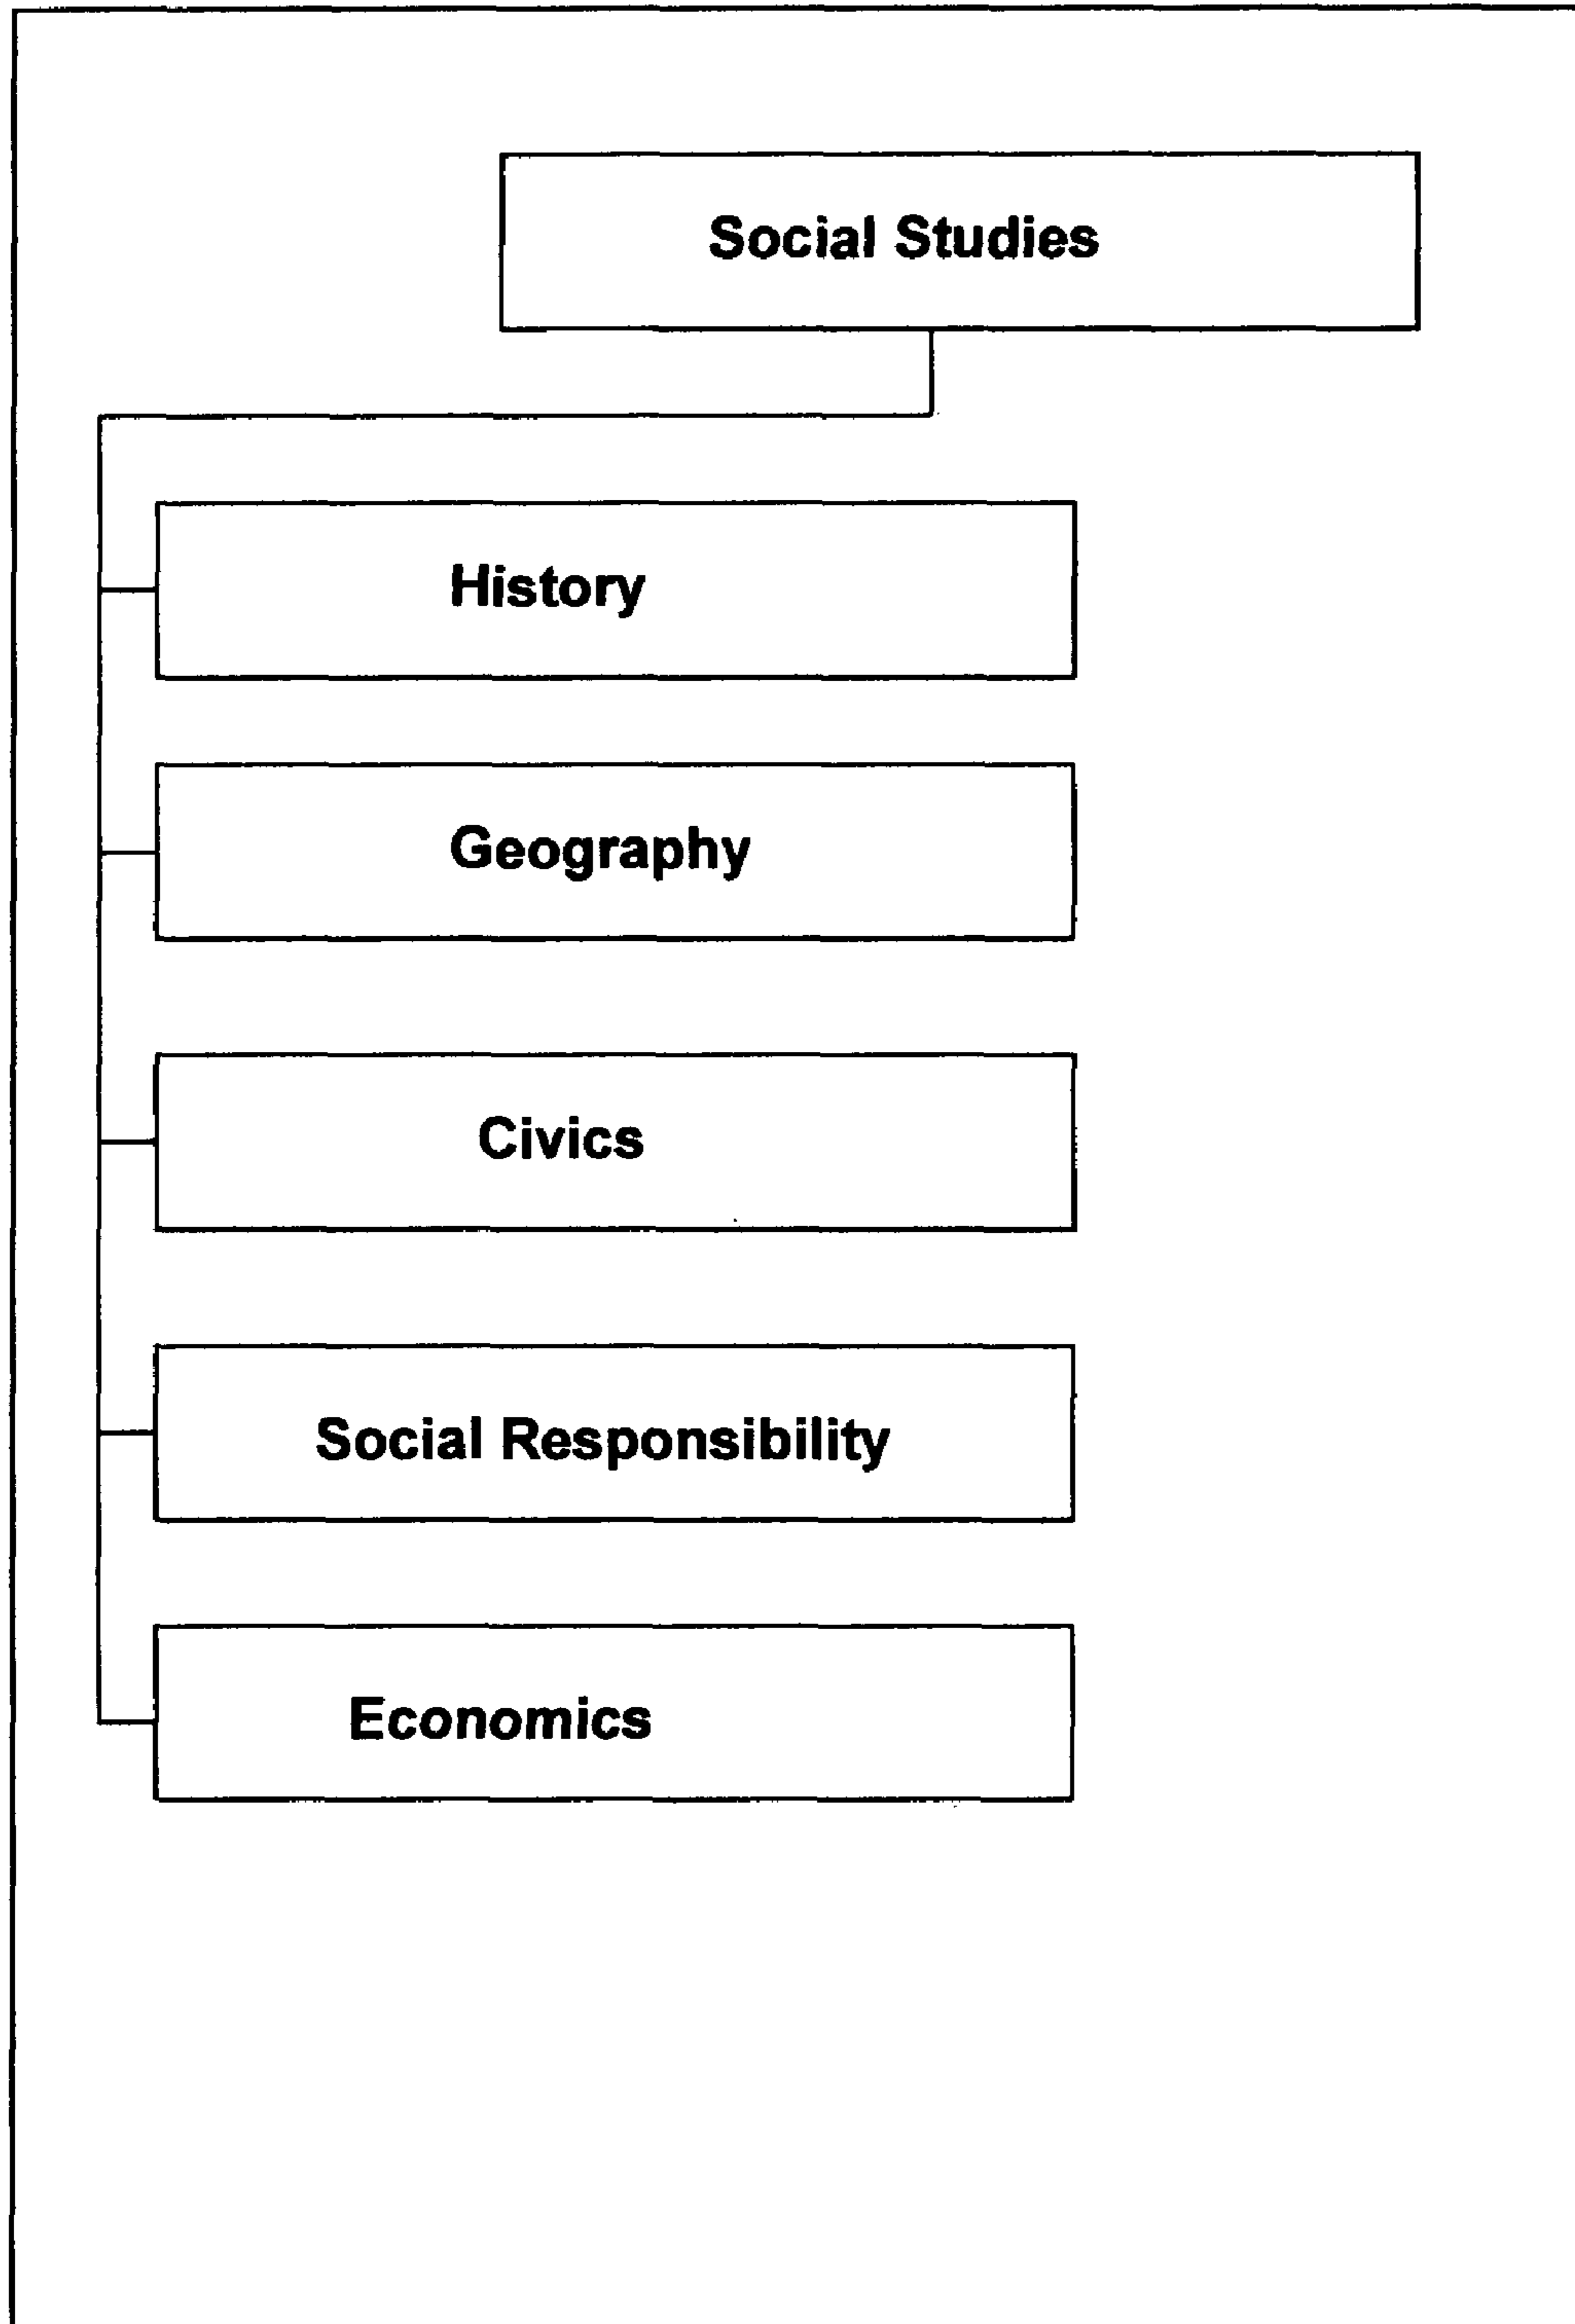 Social Studies
History
Geography
Civics
Social Responsibility
Economics